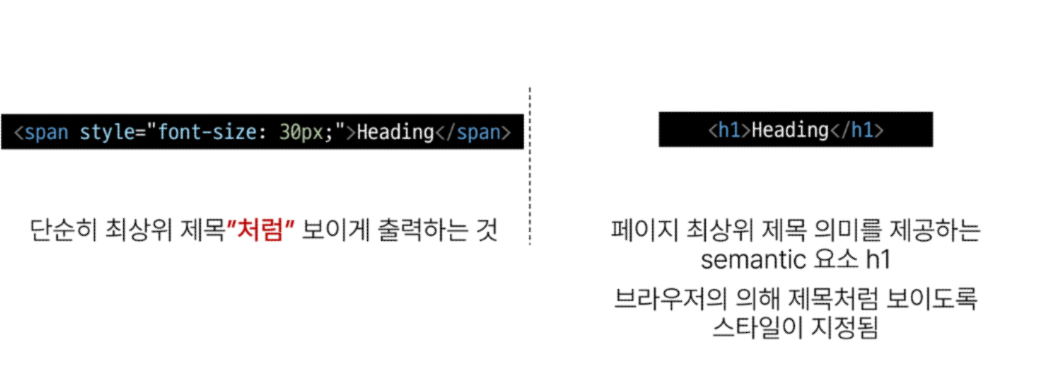 <span style="font-size: 30px;">Heading</span>
단순히 최상위 제목"처럼" 보이게 출력하는 것
<h1>Heading</h1>
페이지 최상위 제목 의미를 제공하는
semantic 요소 h1
브라우저의 의해 제목처럼 보이도록
스타일이 지정됨